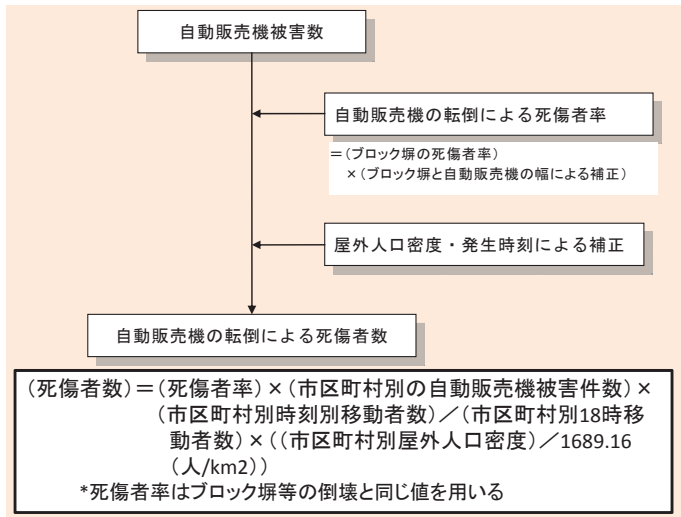 自動販売機被害数
自動販売機の転倒による死傷者率
＝（ブロック塀の死傷者率）
×（ブロック塀と自動販売機の幅による補正）
屋外人口密度・発生時刻による補正
自動販売機の転倒による死傷者数
（死傷者数）＝（死傷者率）×（市区町村別の自動販売機被害件数）×
（市区町村別時刻別移動者数）／（市区町村別18時移
動者数）×（（市区町村別屋外人口密度）／1689.16
（人/km2））
*死傷者率はブロック塀等の倒壊と同じ値を用いる